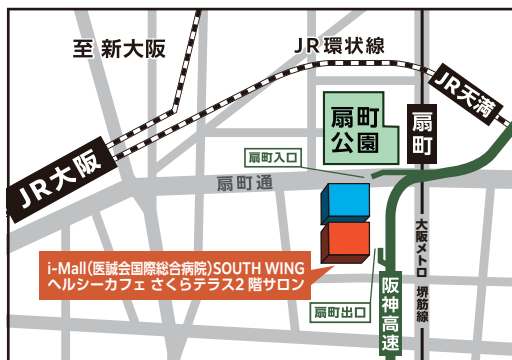 至 新大阪
JR環状線
JR天満
扇町
公園
扇町
JR大阪
扇町入口
扇町通
大阪メトロ 堺筋線
i-Mall(医誠会国際総合病院)SOUTH WING
ヘルシーカフェ さくらテラス2階サロン
扇町出口
阪神高速